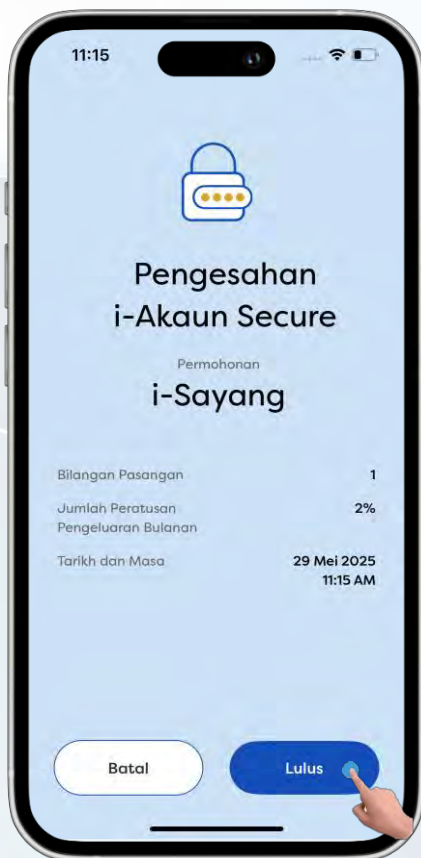 11:15
Pengesahan
i-Akaun Secure
Permohonan
i-Sayang
Bilangan Pasangan 1
Jumlah Peratusan 2%
Pengeluaran Bulanan
Tarikh dan Masa 29 Mei 2025
11:15 AM
Batal Lulus